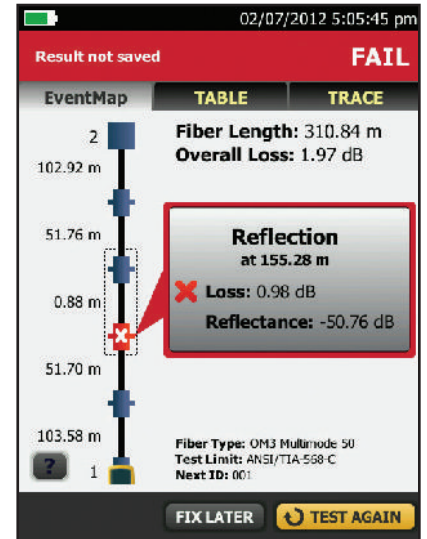 02/07/2012 5:05:45 pm
Result not saved FAIL
EventMap TABLE TRACE
2
102.92 m
51.76 m
0.88 m
51.70 m
103.58 m
? 1
Fiber Length: 310.84 m
Overall Loss: 1.97 dB
Reflection
at 155.28 m
Loss: 0.98 dB
Reflectance: -50.76 dB
Fiber Type: OM3 Multimode 50
Test Limit: ANSI/TIA-568-C
Next ID: 001
FIX LATER TEST AGAIN